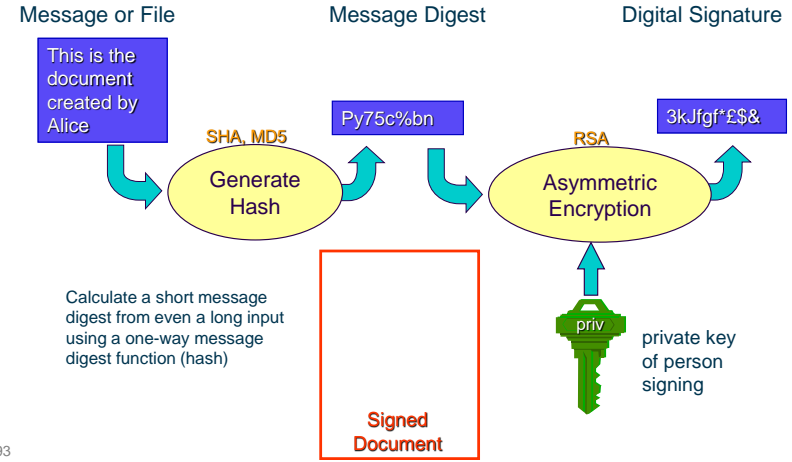 Message or File
Message Digest
Digital Signature
This is the
document
created by
Alice
Py75c%bn
3kJfgf*£$&
SHA, MD5
RSA
Generate
Hash
Asymmetric
Encryption
Calculate a short message
digest from even a long input
using a one-way message
digest function (hash)
priv
private key
of person
signing
Signed
Document
93